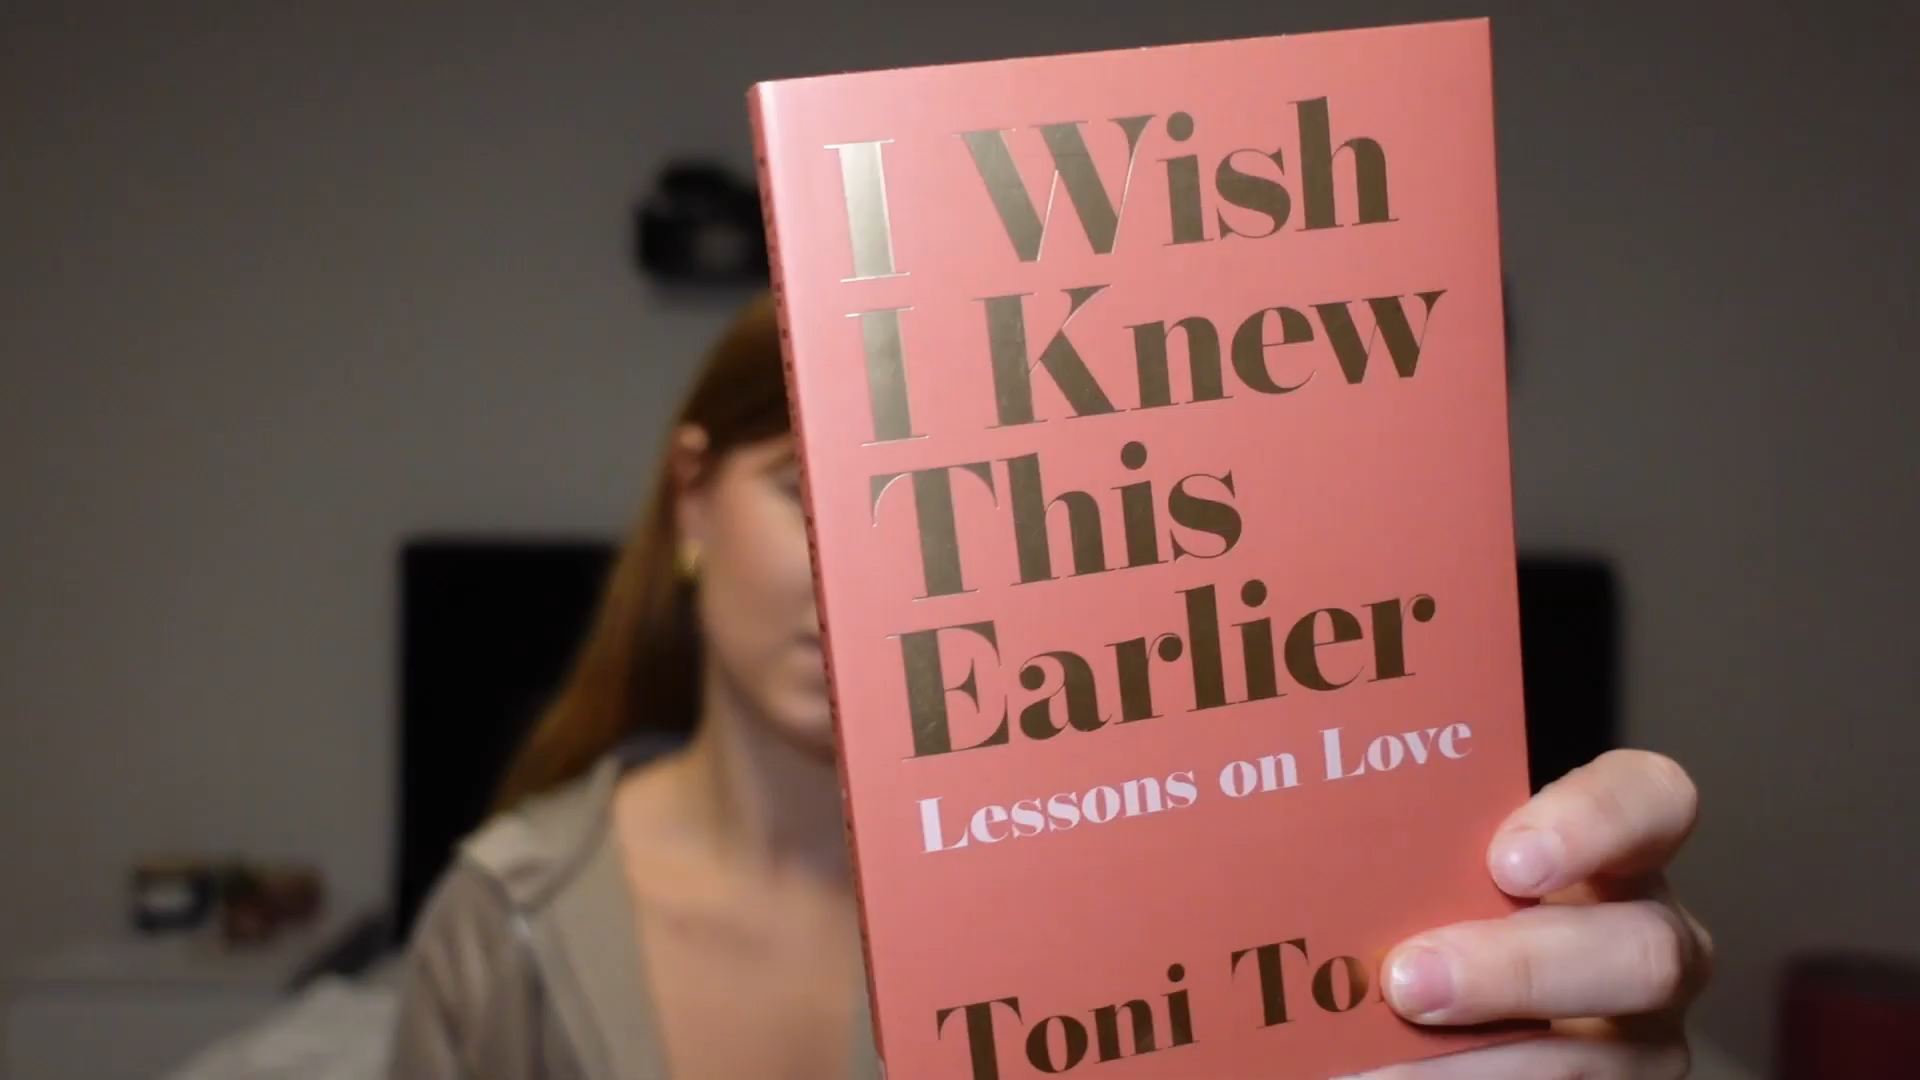 I Wish
I Knew
This
Earlier
Lessons on Love
Toni